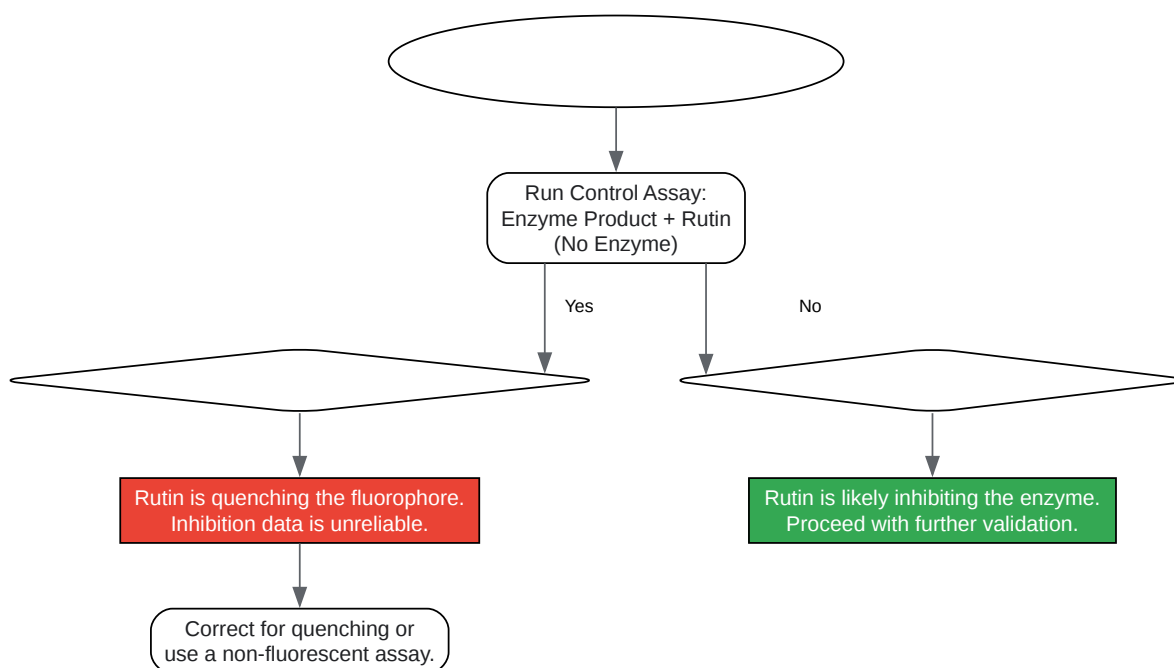 Run Control Assay:
Enzyme Product + Rutin
(No Enzyme)
Yes
No
Rutin is quenching the fluorophore.
Inhibition data is unreliable.
Rutin is likely inhibiting the enzyme.
Proceed with further validation.
Correct for quenching or
use a non-fluorescent assay.